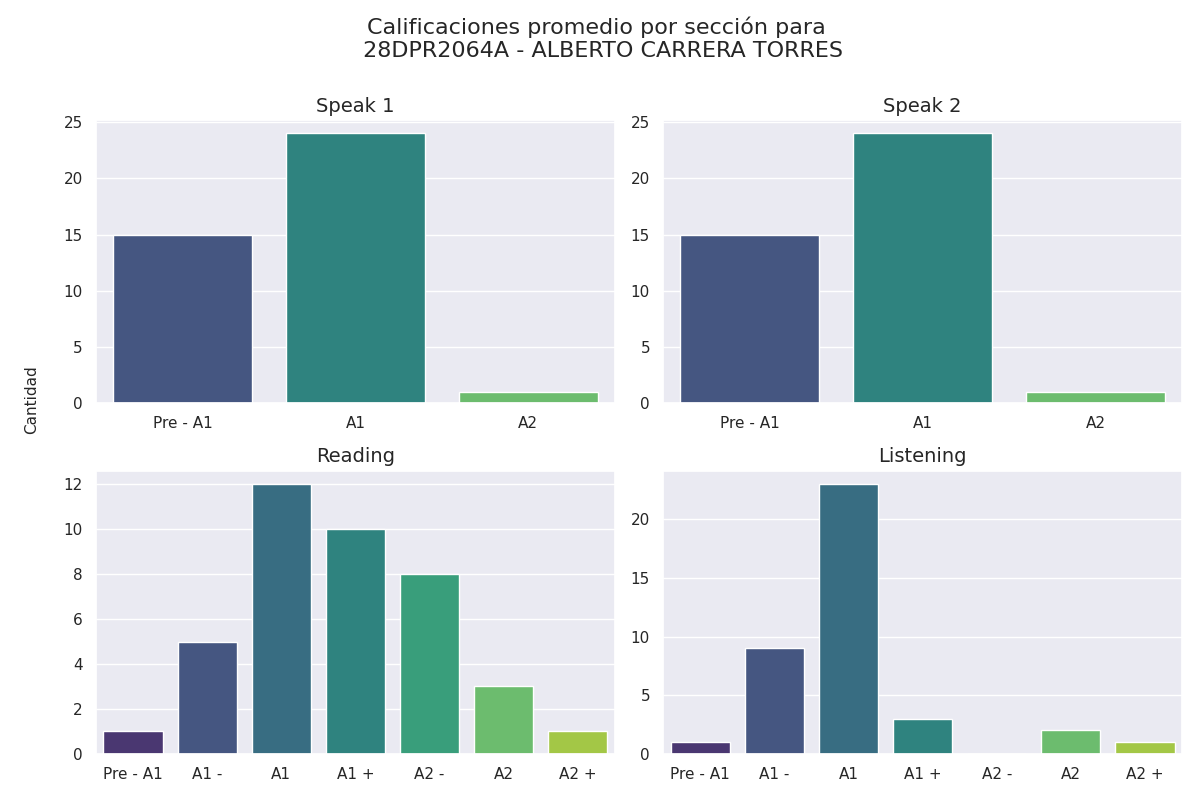 Calificaciones promedio por sección para
28DPR2064A - ALBERTO CARRERA TORRES
Cantidad
Speak 1
25
20
15
10
5
0
Pre - A1 A1 A2
Speak 2
25
20
15
10
5
0
Pre - A1 A1 A2
Reading
12
10
8
6
4
2
0
Pre - A1 A1 - A1 A1 + A2 - A2 A2 +
Listening
20
15
10
5
0
Pre - A1 A1 - A1 A1 + A2 - A2 A2 +